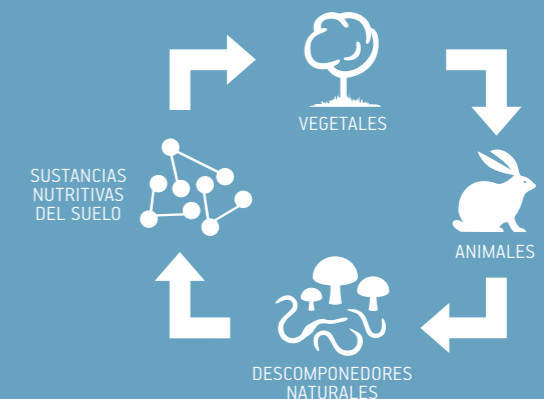 VEGETALES
SUSTANCIAS
NUTRITIVAS
DEL SUELO
ANIMALES
DESCOMPONEDORES
NATURALES